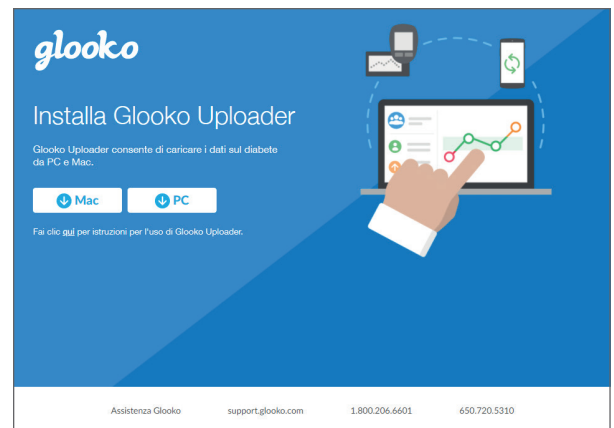 glooko
Installa Glooko Uploader
Glooko Uploader consente di caricare i dati sul diabete
da PC e Mac.
Mac PC
Fai clic qui per istruzioni per l'uso di Glooko Uploader.
Assistenza Glooko support.glooko.com 1.800.206.6601 650.720.5310